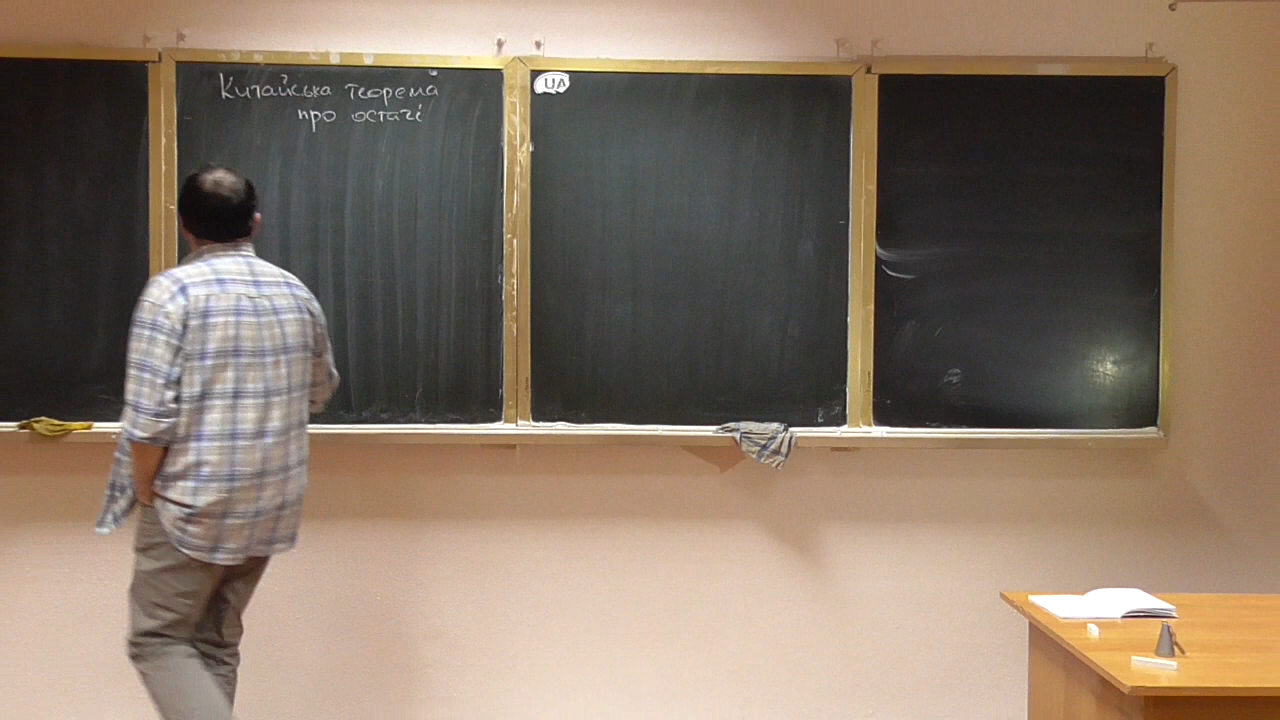 Китайська теорема
про остачі
UA